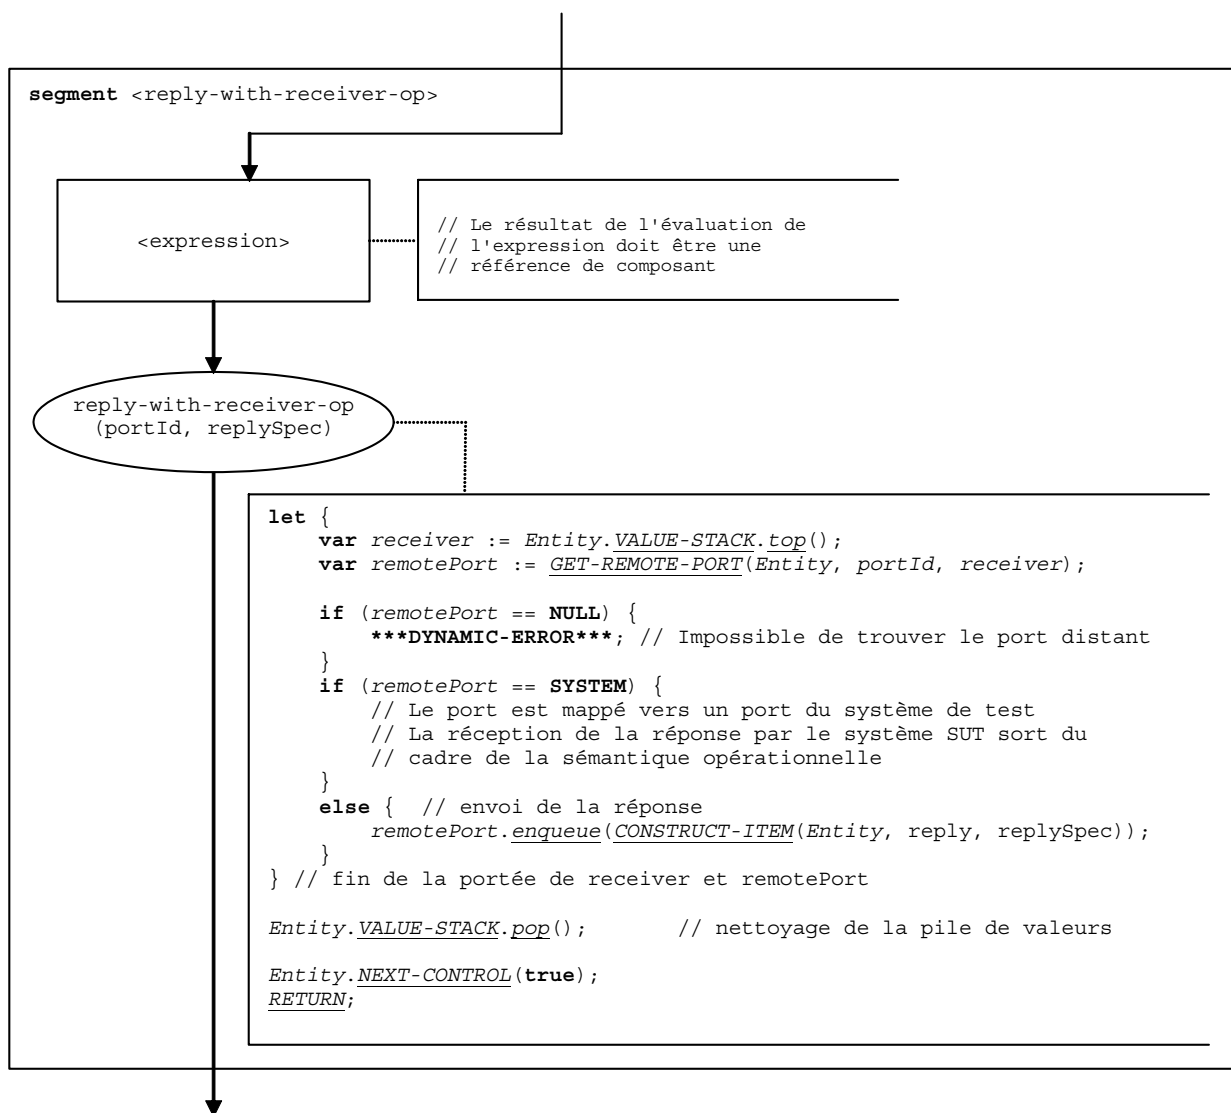 segment <reply-with-receiver-op>
<expression>
// Le résultat de l'évaluation de
// l'expression doit être une
// référence de composant
reply-with-receiver-op
(portId, replySpec)
let {
var receiver := Entity.VALUE-STACK.top();
var remotePort := GET-REMOTE-PORT(Entity, portId, receiver);
if (remotePort == NULL) {
***DYNAMIC-ERROR***; // Impossible de trouver le port distant
}
if (remotePort == SYSTEM) {
// Le port est mappé vers un port du système de test
// La réception de la réponse par le système SUT sort du
// cadre de la sémantique opérationnelle
}
else { // envoi de la réponse
remotePort.enqueue(CONSTRUCT-ITEM(Entity, reply, replySpec));
}
} // fin de la portée de receiver et remotePort
Entity.VALUE-STACK.pop(); // nettoyage de la pile de valeurs
Entity.NEXT-CONTROL(true);
RETURN;